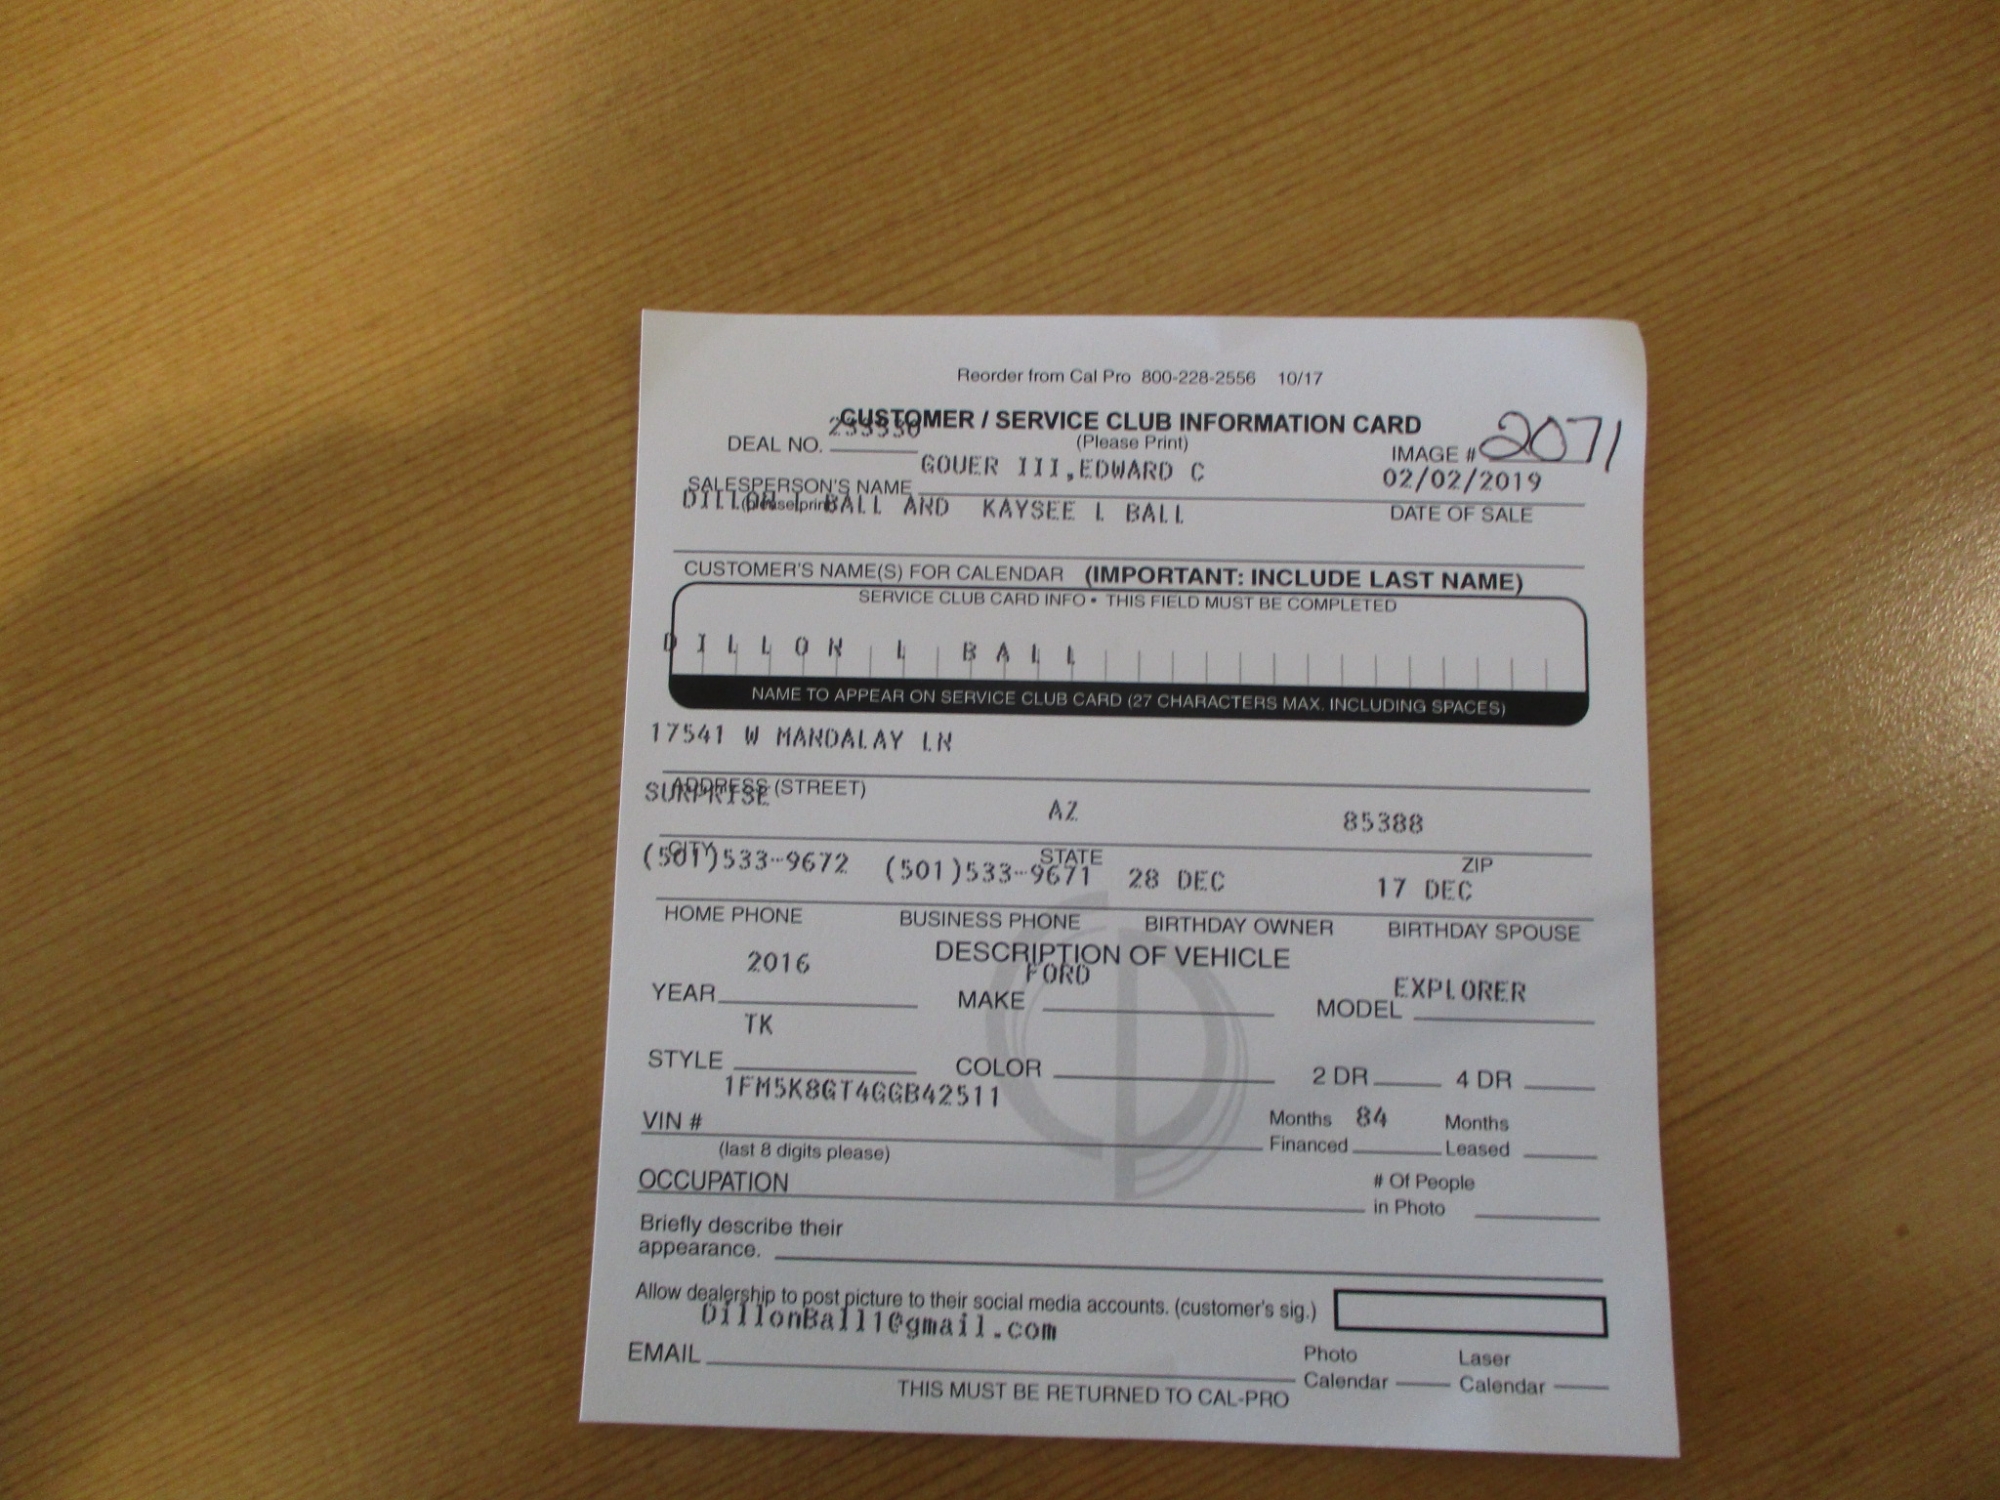 Reorder from Cal Pro 800-228-2556 10/17
CUSTOMER / SERVICE CLUB INFORMATION CARD
(Please Print)
DEAL NO. 233330
IMAGE # 2071
GOUER III,EDWARD C
02/02/2019
SALESPERSON'S NAME
(please print)
DATE OF SALE
DILLON L BALL AND KAYSEE L BALL
CUSTOMER'S NAME(S) FOR CALENDAR (IMPORTANT: INCLUDE LAST NAME)
SERVICE CLUB CARD INFO • THIS FIELD MUST BE COMPLETED
DILLON L BALL
NAME TO APPEAR ON SERVICE CLUB CARD (27 CHARACTERS MAX. INCLUDING SPACES)
17541 W MANDALAY LN
ADDRESS (STREET)
SURPRISE AZ 85388
CITY STATE ZIP
(501)533-9672 (501)533-9671 28 DEC 17 DEC
HOME PHONE BUSINESS PHONE BIRTHDAY OWNER BIRTHDAY SPOUSE
DESCRIPTION OF VEHICLE
YEAR 2016 MAKE FORD MODEL EXPLORER
STYLE TK COLOR 2 DR 4 DR
1FM5K8GT4GGB42511
VIN #
(last 8 digits please)
Months Financed 84 Months Leased
OCCUPATION
# Of People in Photo
Briefly describe their
appearance.
Allow dealership to post picture to their social media accounts. (customer's sig.)
DillonBall1@gmail.com
EMAIL
Photo Calendar Laser Calendar
THIS MUST BE RETURNED TO CAL-PRO